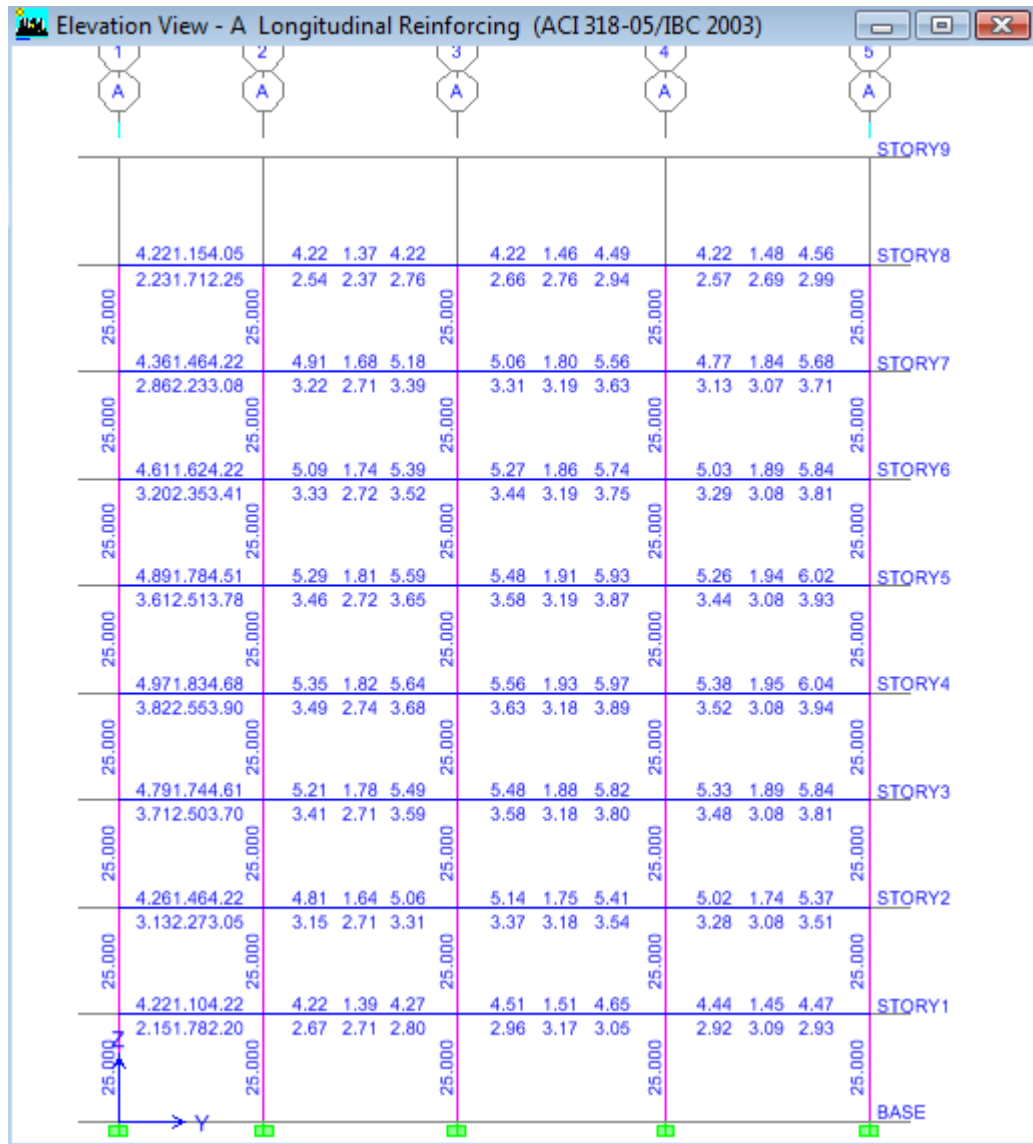 Elevation View - A Longitudinal Reinforcing (ACI 318-05/IBC 2003)
1 2 3 4 5
A A A A A
STORY9
4.221.154.05 4.22 1.37 4.22 4.22 1.46 4.49 4.22 1.48 4.56 STORY8
2.231.712.25 2.54 2.37 2.76 2.66 2.76 2.94 2.57 2.69 2.99
25.000 25.000 25.000 25.000 25.000
4.361.464.22 4.91 1.68 5.18 5.06 1.80 5.56 4.77 1.84 5.68 STORY7
2.862.233.08 3.22 2.71 3.39 3.31 3.19 3.63 3.13 3.07 3.71
25.000 25.000 25.000 25.000 25.000
4.611.624.22 5.09 1.74 5.39 5.27 1.86 5.74 5.03 1.89 5.84 STORY6
3.202.353.41 3.33 2.72 3.52 3.44 3.19 3.75 3.29 3.08 3.81
25.000 25.000 25.000 25.000 25.000
4.891.784.51 5.29 1.81 5.59 5.48 1.91 5.93 5.26 1.94 6.02 STORY5
3.612.513.78 3.46 2.72 3.65 3.58 3.19 3.87 3.44 3.08 3.93
25.000 25.000 25.000 25.000 25.000
4.971.834.68 5.35 1.82 5.64 5.56 1.93 5.97 5.38 1.95 6.04 STORY4
3.822.553.90 3.49 2.74 3.68 3.63 3.18 3.89 3.52 3.08 3.94
25.000 25.000 25.000 25.000 25.000
4.791.744.61 5.21 1.78 5.49 5.48 1.88 5.82 5.33 1.89 5.84 STORY3
3.712.503.70 3.41 2.71 3.59 3.58 3.18 3.80 3.48 3.08 3.81
25.000 25.000 25.000 25.000 25.000
4.261.464.22 4.81 1.64 5.06 5.14 1.75 5.41 5.02 1.74 5.37 STORY2
3.132.273.05 3.15 2.71 3.31 3.37 3.18 3.54 3.28 3.08 3.51
25.000 25.000 25.000 25.000 25.000
4.221.104.22 4.22 1.39 4.27 4.51 1.51 4.65 4.44 1.45 4.47 STORY1
2.151.782.20 2.67 2.71 2.80 2.96 3.17 3.05 2.92 3.09 2.93
Z
25.000 25.000 25.000 25.000 25.000
Y
BASE